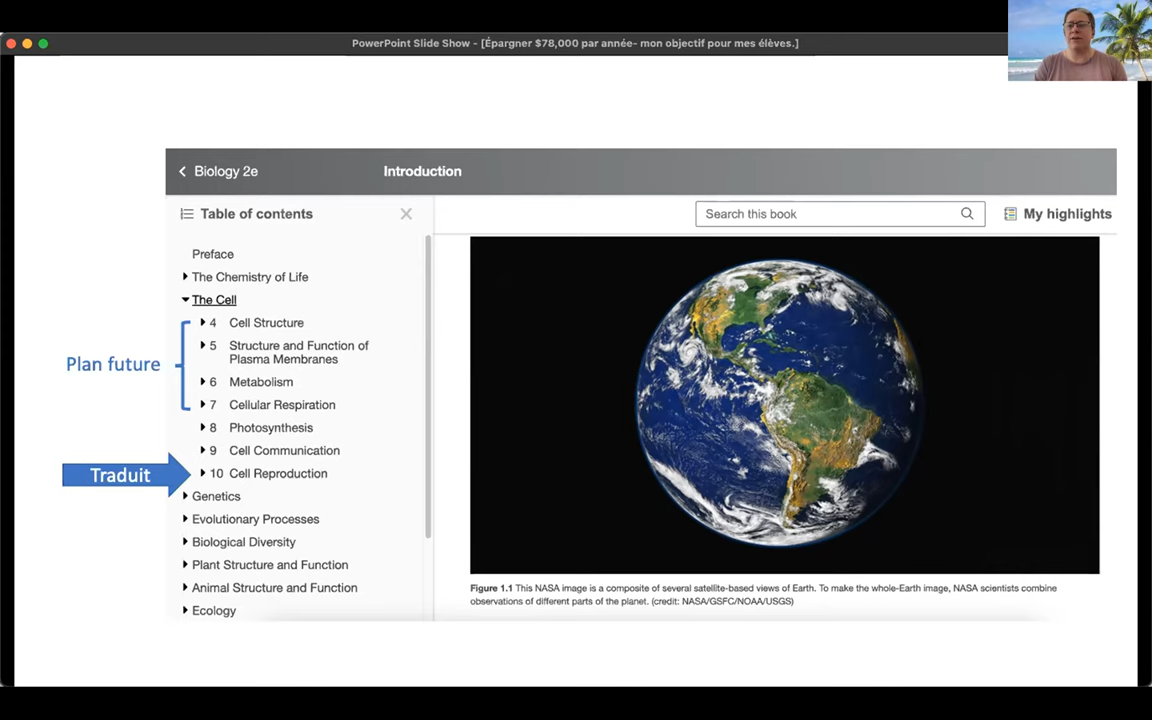 PowerPoint Slide Show - [Épargner $78,000 par année- mon objectif pour mes élèves.]
Biology 2e
Introduction
Table of contents
Search this book
My highlights
Preface
The Chemistry of Life
The Cell
4 Cell Structure
5 Structure and Function of
Plasma Membranes
Plan future
6 Metabolism
7 Cellular Respiration
8 Photosynthesis
9 Cell Communication
Traduit
10 Cell Reproduction
Genetics
Evolutionary Processes
Biological Diversity
Plant Structure and Function
Animal Structure and Function
Ecology
Figure 1.1 This NASA image is a composite of several satellite-based views of Earth. To make the whole-Earth image, NASA scientists combine
observations of different parts of the planet. (credit: NASA/GSFC/NOAA/USGS)